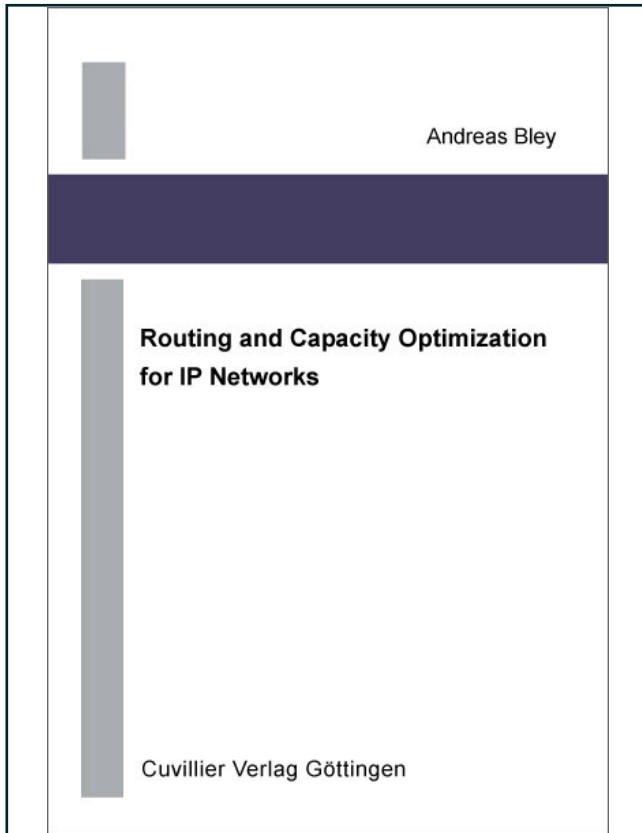 Andreas Bley
Routing and Capacity Optimization
for IP Networks
Cuvillier Verlag Göttingen